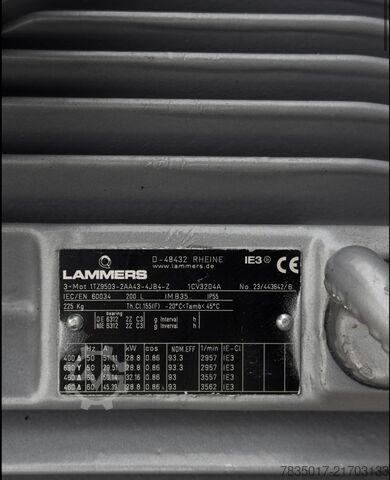 D-48432 RHEINE
IE3
CE
LAMMERS
www.lammers.de
3-Mot 1TZ9503-2AA43-4JB4-Z 1CV3204A No. 23/443642/6
IEC/EN 60034 200 L IM B35 IP55
225 Kg Th.Cl.155(F) -20°C<Tamb< 45°C
bearing
DE 6312 2Z C3 g Interval h
NDE 6312 2Z C3 g Interval h
V Hz A kW cos NOM.EFF 1/min IE-CL
400 Δ 50 28.8 0.86 93.3 2957 IE3
690 Y 50 29.51 28.8 0.86 93.3 2957 IE3
460 Δ 60 32.16 0.86 93 3557 IE3
460 Δ 60 45.39 28.8 0.86 93 3562 IE3
7835017-21703133